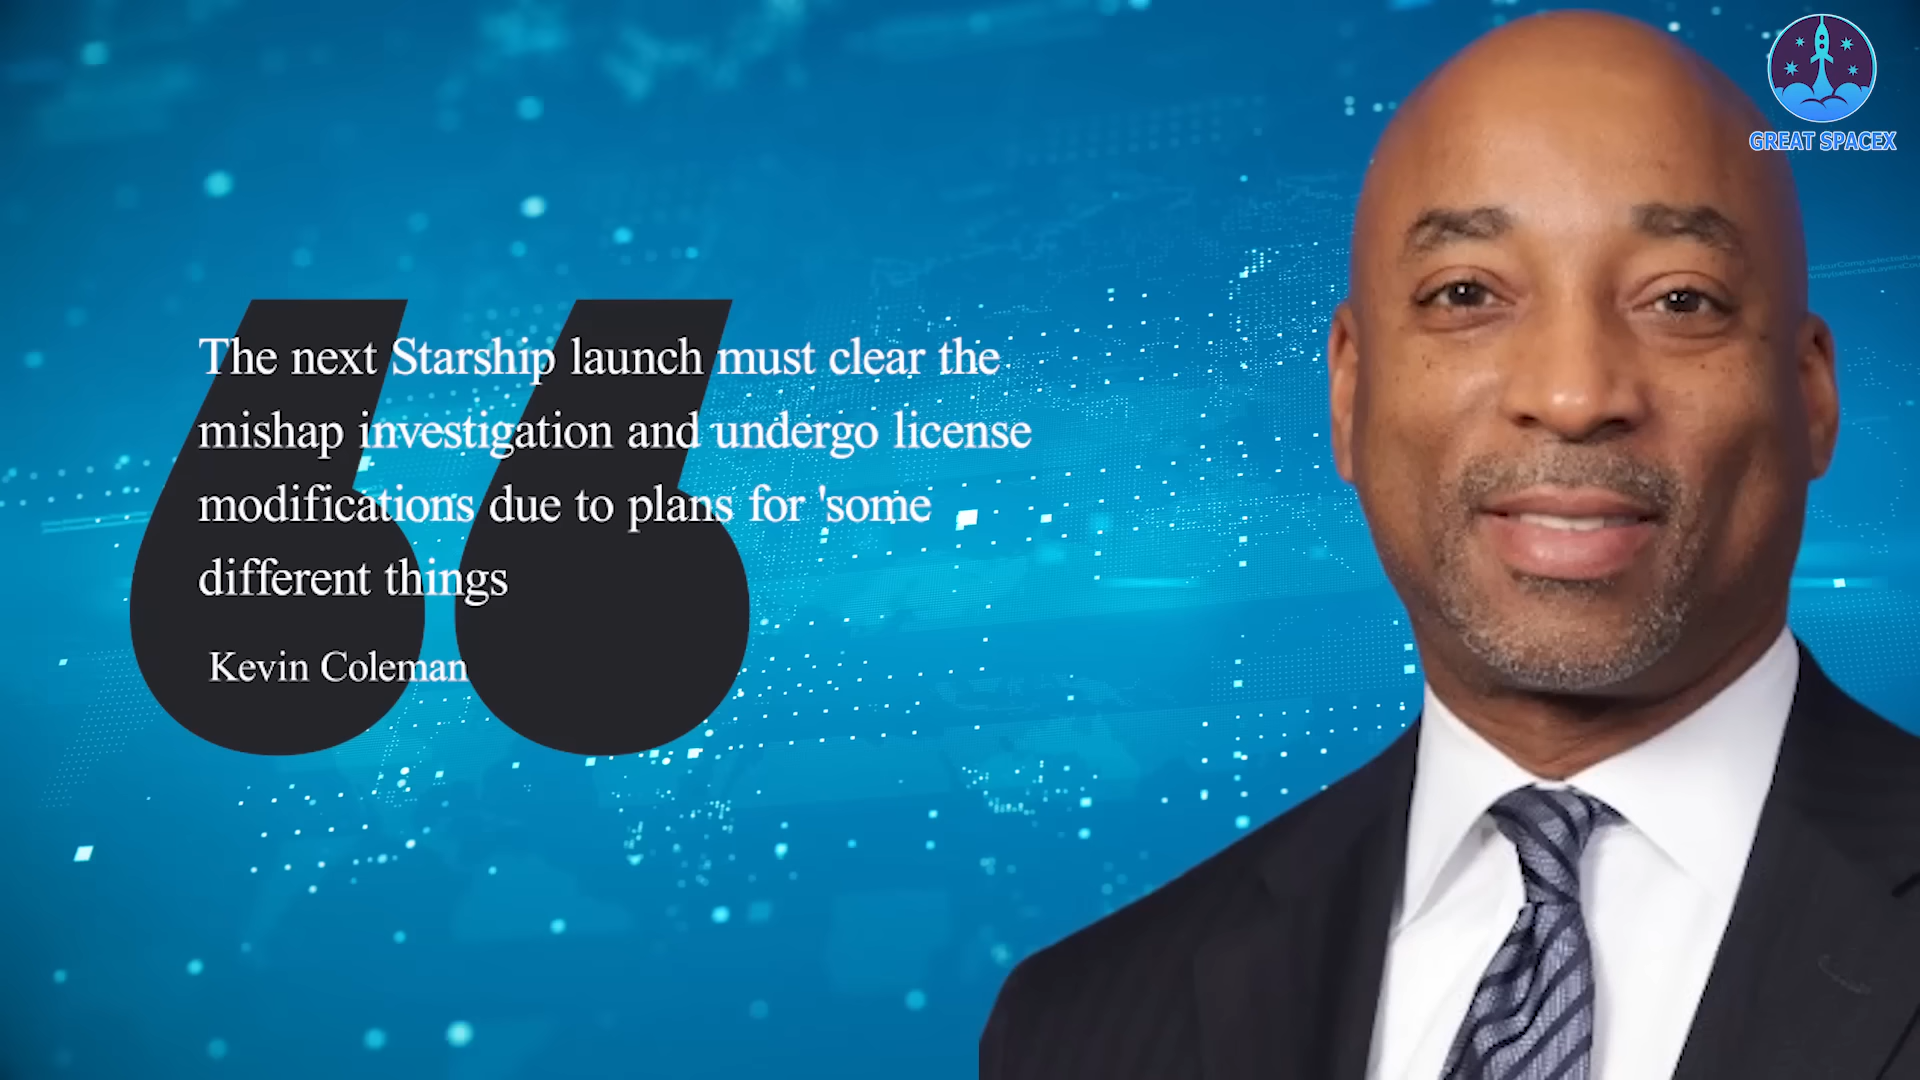 GREAT SPACEX
The next Starship launch must clear the
mishap investigation and undergo license
modifications due to plans for 'some
different things
Kevin Coleman